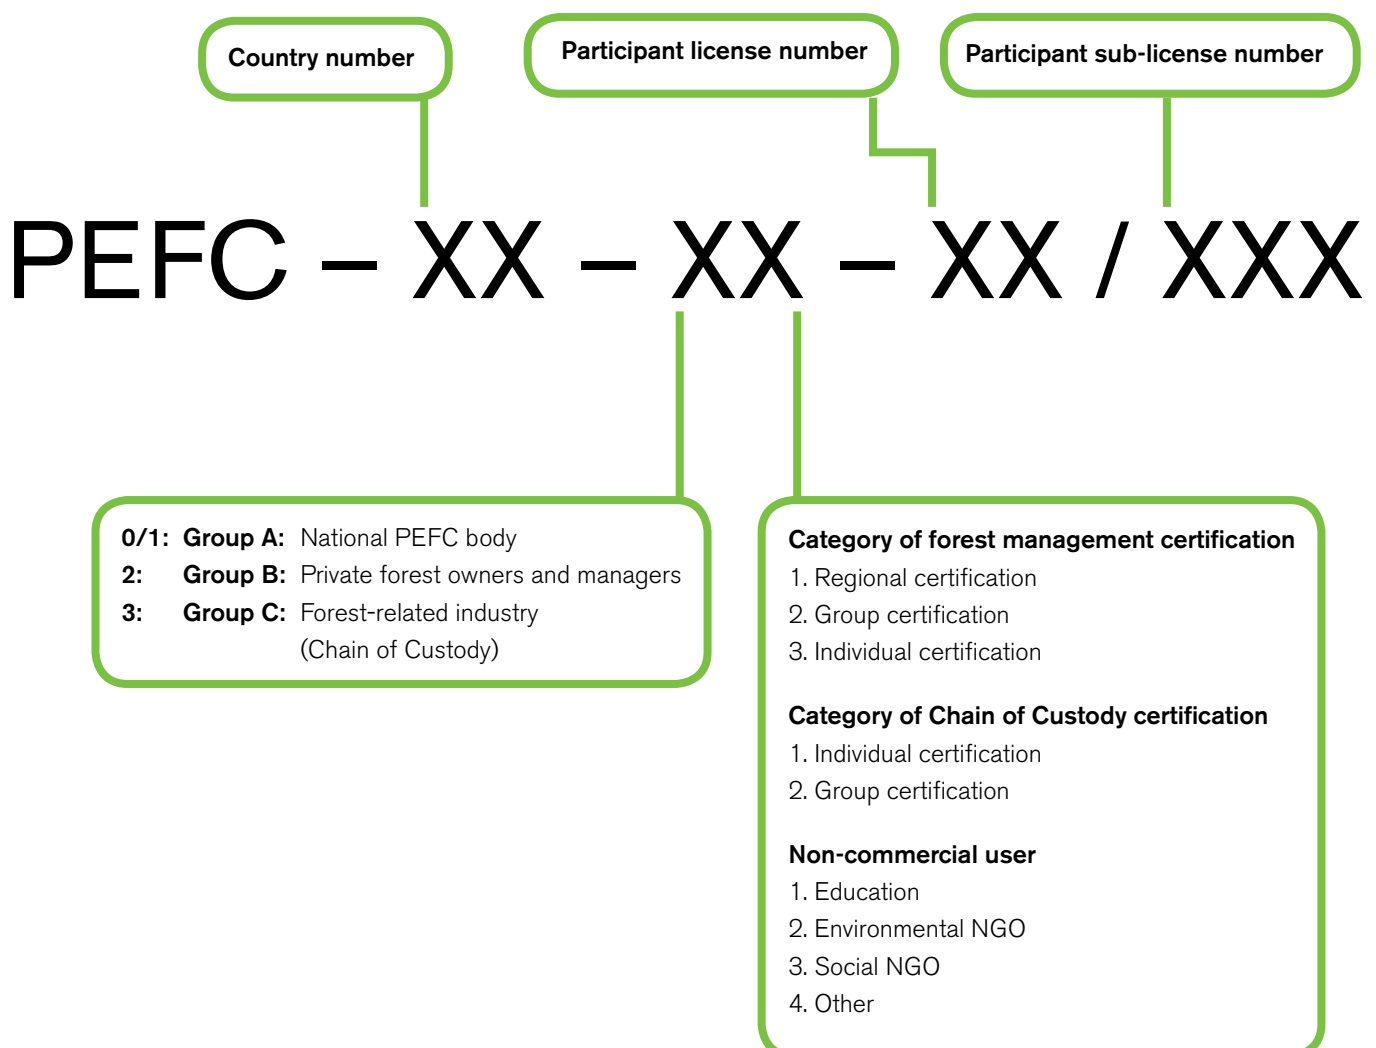 Country number
Participant license number
Participant sub-license number
PEFC – XX – XX – XX / XXX
0/1: Group A: National PEFC body
2: Group B: Private forest owners and managers
3: Group C: Forest-related industry
(Chain of Custody)
Category of forest management certification
1. Regional certification
2. Group certification
3. Individual certification
Category of Chain of Custody certification
1. Individual certification
2. Group certification
Non-commercial user
1. Education
2. Environmental NGO
3. Social NGO
4. Other